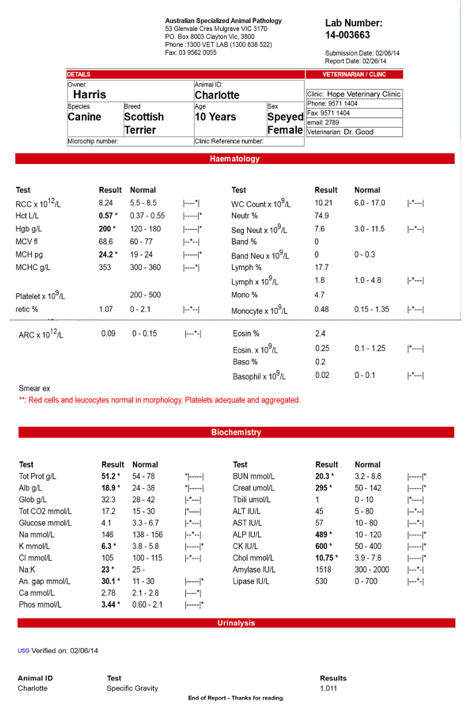 Australian Specialized Animal Pathology
53 Glenvale Cres Mulgrave VIC 3170
P.O. Box 8003 Clayton Vic, 3800
Phone :1300 VET LAB (1300 838 522)
Fax: 03 9562 0055
Lab Number:
14-003663
Submission Date: 02/06/14
Report Date: 02/26/14
DETAILS VETERINARIAN / CLINC
Owner: Animal ID:
Harris Charlotte Clinic: Hope Veterinary Clinic
Species Breed Age Sex Phone: 9571 1404
Canine Scottish 10 Years Speyed Fax: 9571 1404
email: 2789
Terrier Female Veterinarian: Dr. Good
Microchip number: Clinic Reference number:
Haematology
Test Result Normal Test Result Normal
RCC x 10^12/L 8.24 5.5 - 8.5 |----*| WC Count x 10^9/L 10.21 6.0 - 17.0 |-*---|
Hct L/L 0.57 * 0.37 - 0.55 |-----|* Neutr % 74.9
Hgb g/L 200 * 120 - 180 |-----|* Seg Neut x 10^9/L 7.6 3.0 - 11.5 |--*--|
MCV fl 68.6 60 - 77 |--*--| Band % 0
MCH pg 24.2 * 19 - 24 |-----|* Band Neu x 10^9/L 0 0 - 0.3
MCHC g/L 353 300 - 360 |----*| Lymph % 17.7
Lymph x 10^9/L 1.8 1.0 - 4.8 |-*---|
Platelet x 10^9/L 200 - 500 Mono % 4.7
retic % 1.07 0 - 2.1 |--*--| Monocyte x 10^9/L 0.48 0.15 - 1.35 |-*---|
ARC x 10^12/L 0.09 0 - 0.15 |---*-| Eosin % 2.4
Eosin. x 10^9/L 0.25 0.1 - 1.25 |*----|
Baso % 0.2
Basophil x 10^9/L 0.02 0 - 0.1 |-*---|
Smear ex
**: Red cells and leucocytes normal in morphology. Platelets adequate and aggregated.
Biochemistry
Test Result Normal Test Result Normal
Tot Prot g/L 51.2 * 54 - 78 *|-----| BUN mmol/L 20.3 * 3.2 - 8.6 |-----|*
Alb g/L 18.9 * 24 - 38 *|-----| Creat umol/L 295 * 50 - 142 |-----|*
Glob g/L 32.3 28 - 42 |-*---| Tbili umol/L 1 0 - 10 |*----|
Tot CO2 mmol/L 17.2 15 - 30 |*----| ALT IU/L 45 5 - 80 |--*--|
Glucose mmol/L 4.1 3.3 - 6.7 |-*---| AST IU/L 57 10 - 80 |---*-|
Na mmol/L 146 138 - 156 |--*--| ALP IU/L 489 * 10 - 120 |-----|*
K mmol/L 6.3 * 3.8 - 5.8 |-----|* CK IU/L 600 * 50 - 400 |-----|*
Cl mmol/L 105 100 - 115 |-*---| Chol mmol/L 10.75 * 3.9 - 7.8 |-----|*
Na:K 23 * 25 - Amylase IU/L 1518 300 - 2000 |---*-|
An. gap mmol/L 30.1 * 11 - 30 |-----|* Lipase IU/L 530 0 - 700 |---*-|
Ca mmol/L 2.78 2.1 - 2.8 |----*|
Phos mmol/L 3.44 * 0.60 - 2.1 |-----|*
Urinalysis
USG Verified on: 02/06/14
Animal ID Test Results
Charlotte Specific Gravity 1.011
End of Report - Thanks for reading.